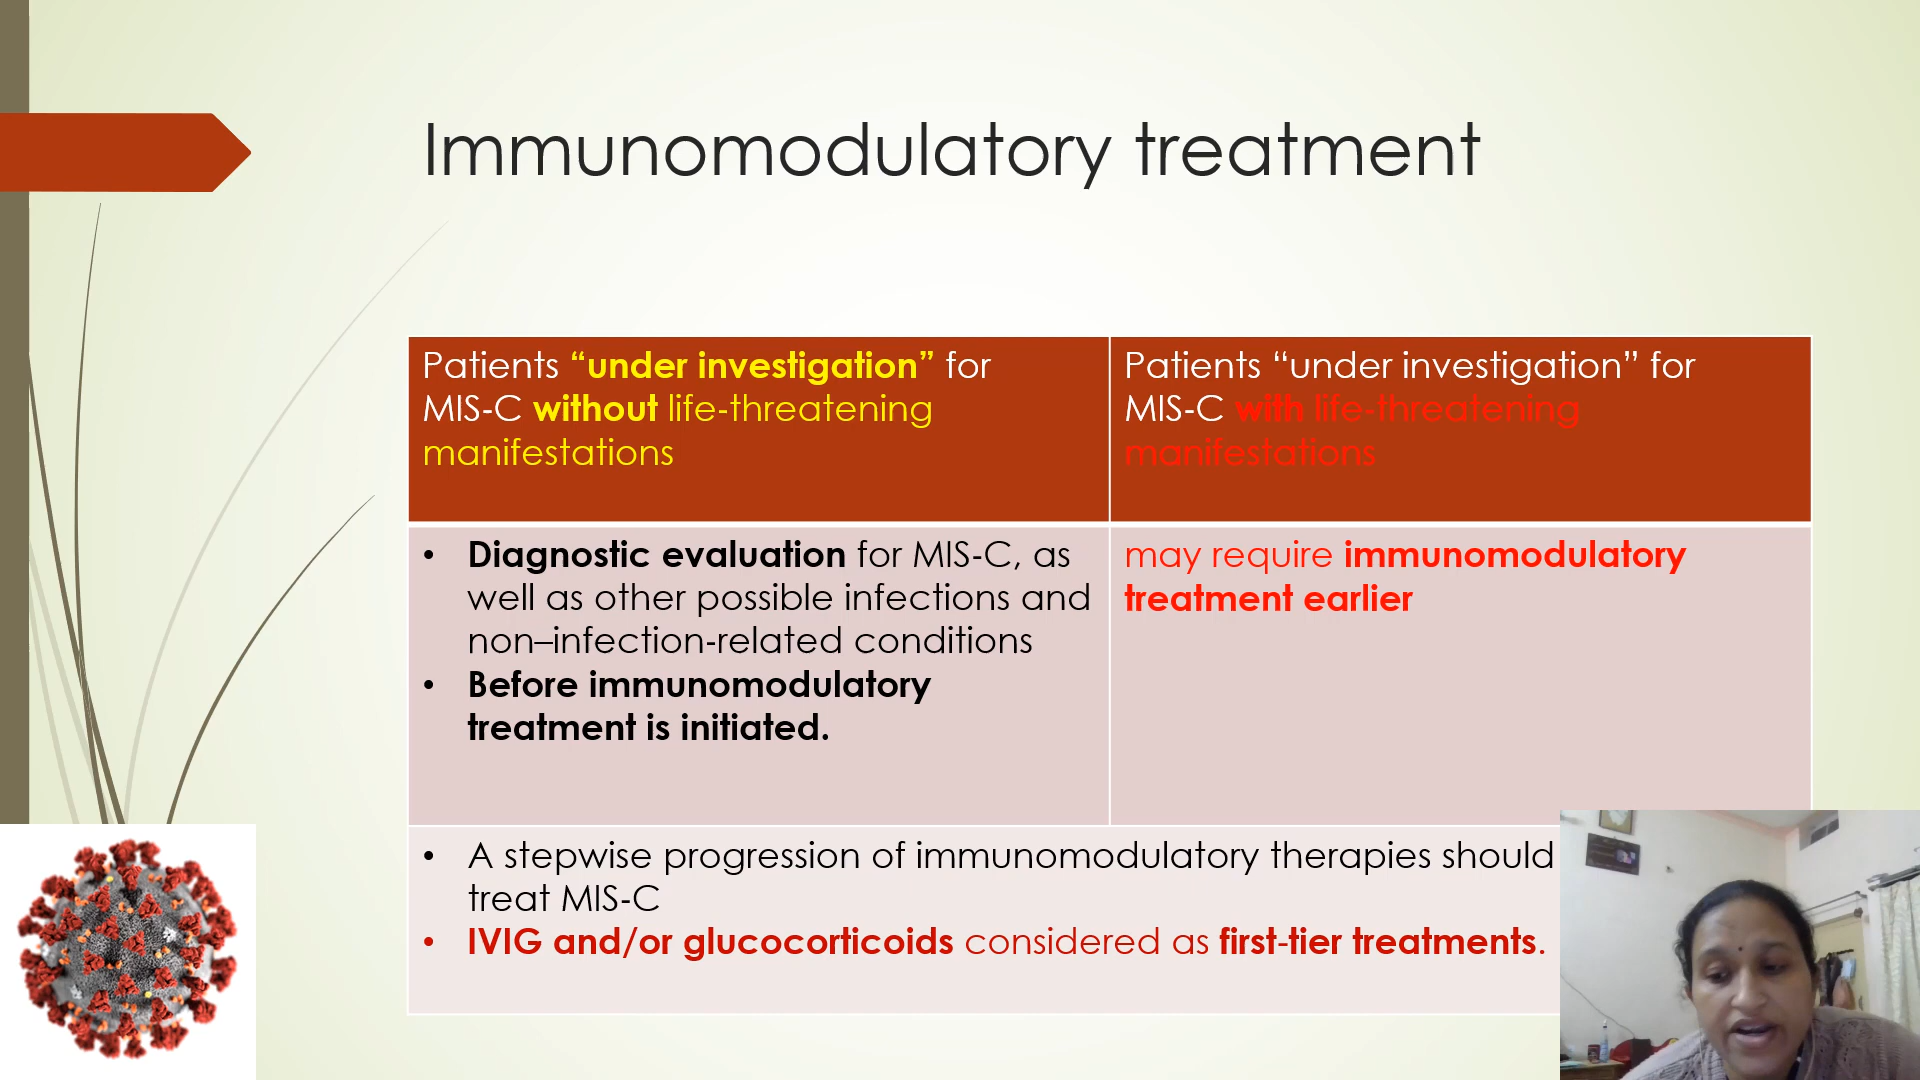 Immunomodulatory treatment
Patients “under investigation” for
MIS-C without life-threatening
manifestations
Patients “under investigation” for
MIS-C with life-threatening
manifestations
• Diagnostic evaluation for MIS-C, as
well as other possible infections and
non–infection-related conditions
• Before immunomodulatory
treatment is initiated.
may require immunomodulatory
treatment earlier
• A stepwise progression of immunomodulatory therapies should
treat MIS-C
• IVIG and/or glucocorticoids considered as first-tier treatments.